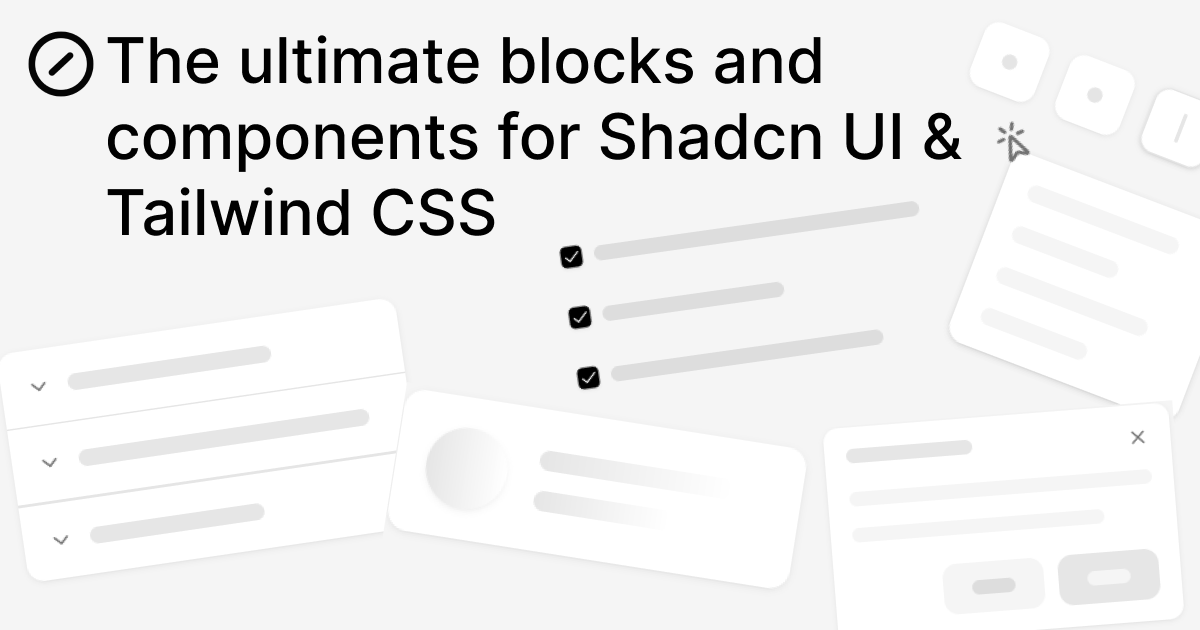 The ultimate blocks and
components for Shadcn UI &
Tailwind CSS